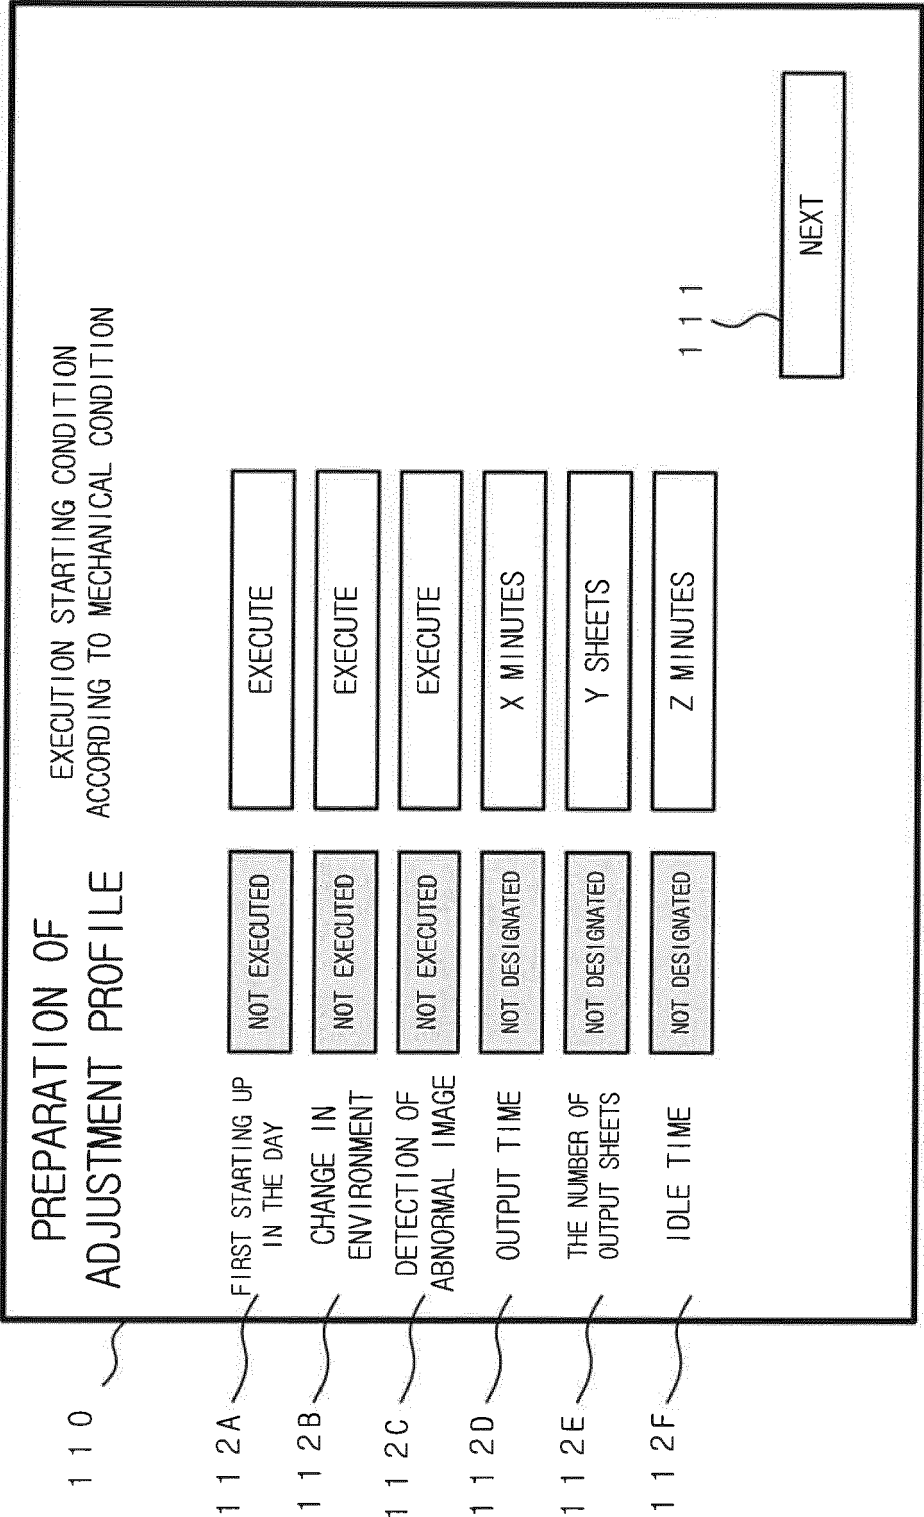 110
PREPARATION OF
ADJUSTMENT PROFILE
EXECUTION STARTING CONDITION
ACCORDING TO MECHANICAL CONDITION
112A
FIRST STARTING UP
IN THE DAY
NOT EXECUTED
EXECUTE
112B
CHANGE IN
ENVIRONMENT
NOT EXECUTED
EXECUTE
112C
DETECTION OF
ABNORMAL IMAGE
NOT EXECUTED
EXECUTE
112D
OUTPUT TIME
NOT DESIGNATED
X MINUTES
112E
THE NUMBER OF
OUTPUT SHEETS
NOT DESIGNATED
Y SHEETS
112F
IDLE TIME
NOT DESIGNATED
Z MINUTES
111
NEXT